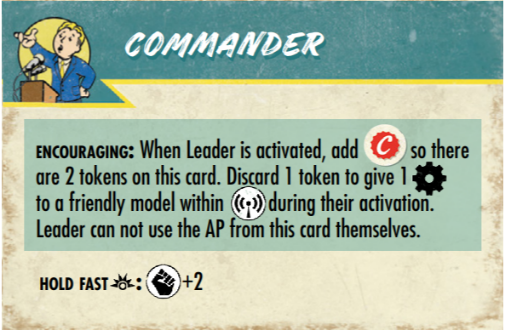 COMMANDER
ENCOURAGING: When Leader is activated, add C so there
are 2 tokens on this card. Discard 1 token to give 1
to a friendly model within during their activation.
Leader can not use the AP from this card themselves.
HOLD FAST : +2